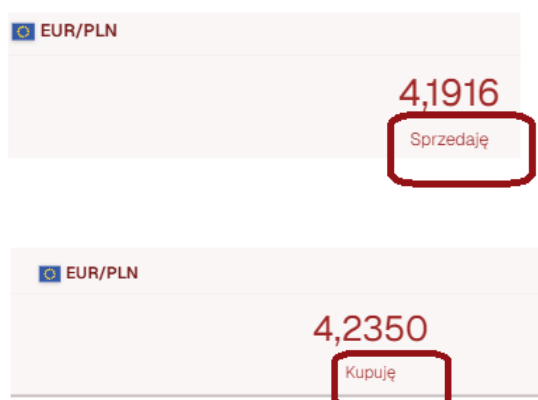 EUR/PLN
4,1916
Sprzedaję
EUR/PLN
4,2350
Kupuję